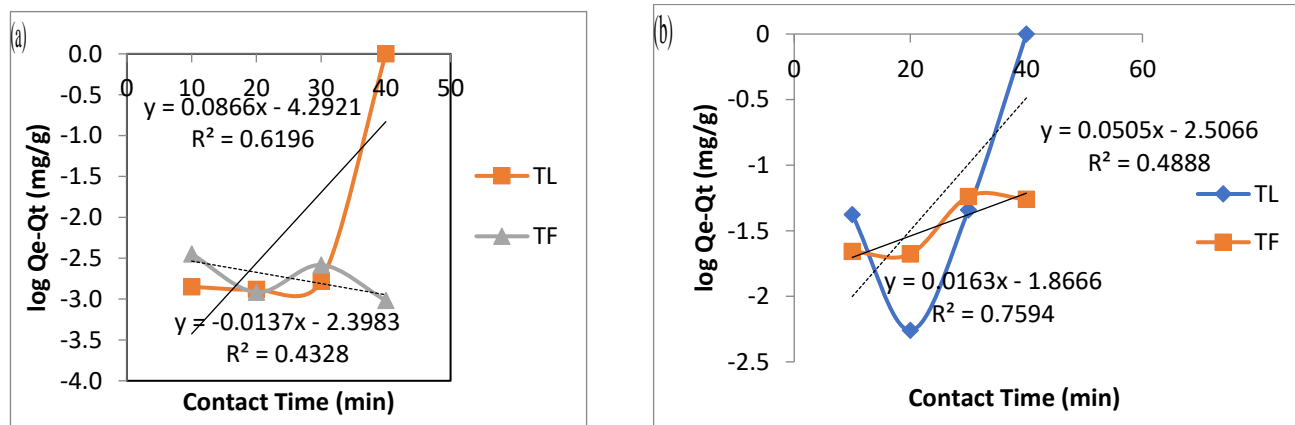 (a)
0.0
0 10 20 30 40 50
-0.5
-1.0
-1.5
-2.0
-2.5
-3.0
-3.5
-4.0
y = 0.0866x - 4.2921
R² = 0.6196
y = -0.0137x - 2.3983
R² = 0.4328
TL
TF
log Qe-Qt (mg/g)
Contact Time (min)
(b)
0
0 20 40 60
-0.5
-1
-1.5
-2
-2.5
y = 0.0505x - 2.5066
R² = 0.4888
y = 0.0163x - 1.8666
R² = 0.7594
TL
TF
log Qe-Qt (mg/g)
Contact Time (min)